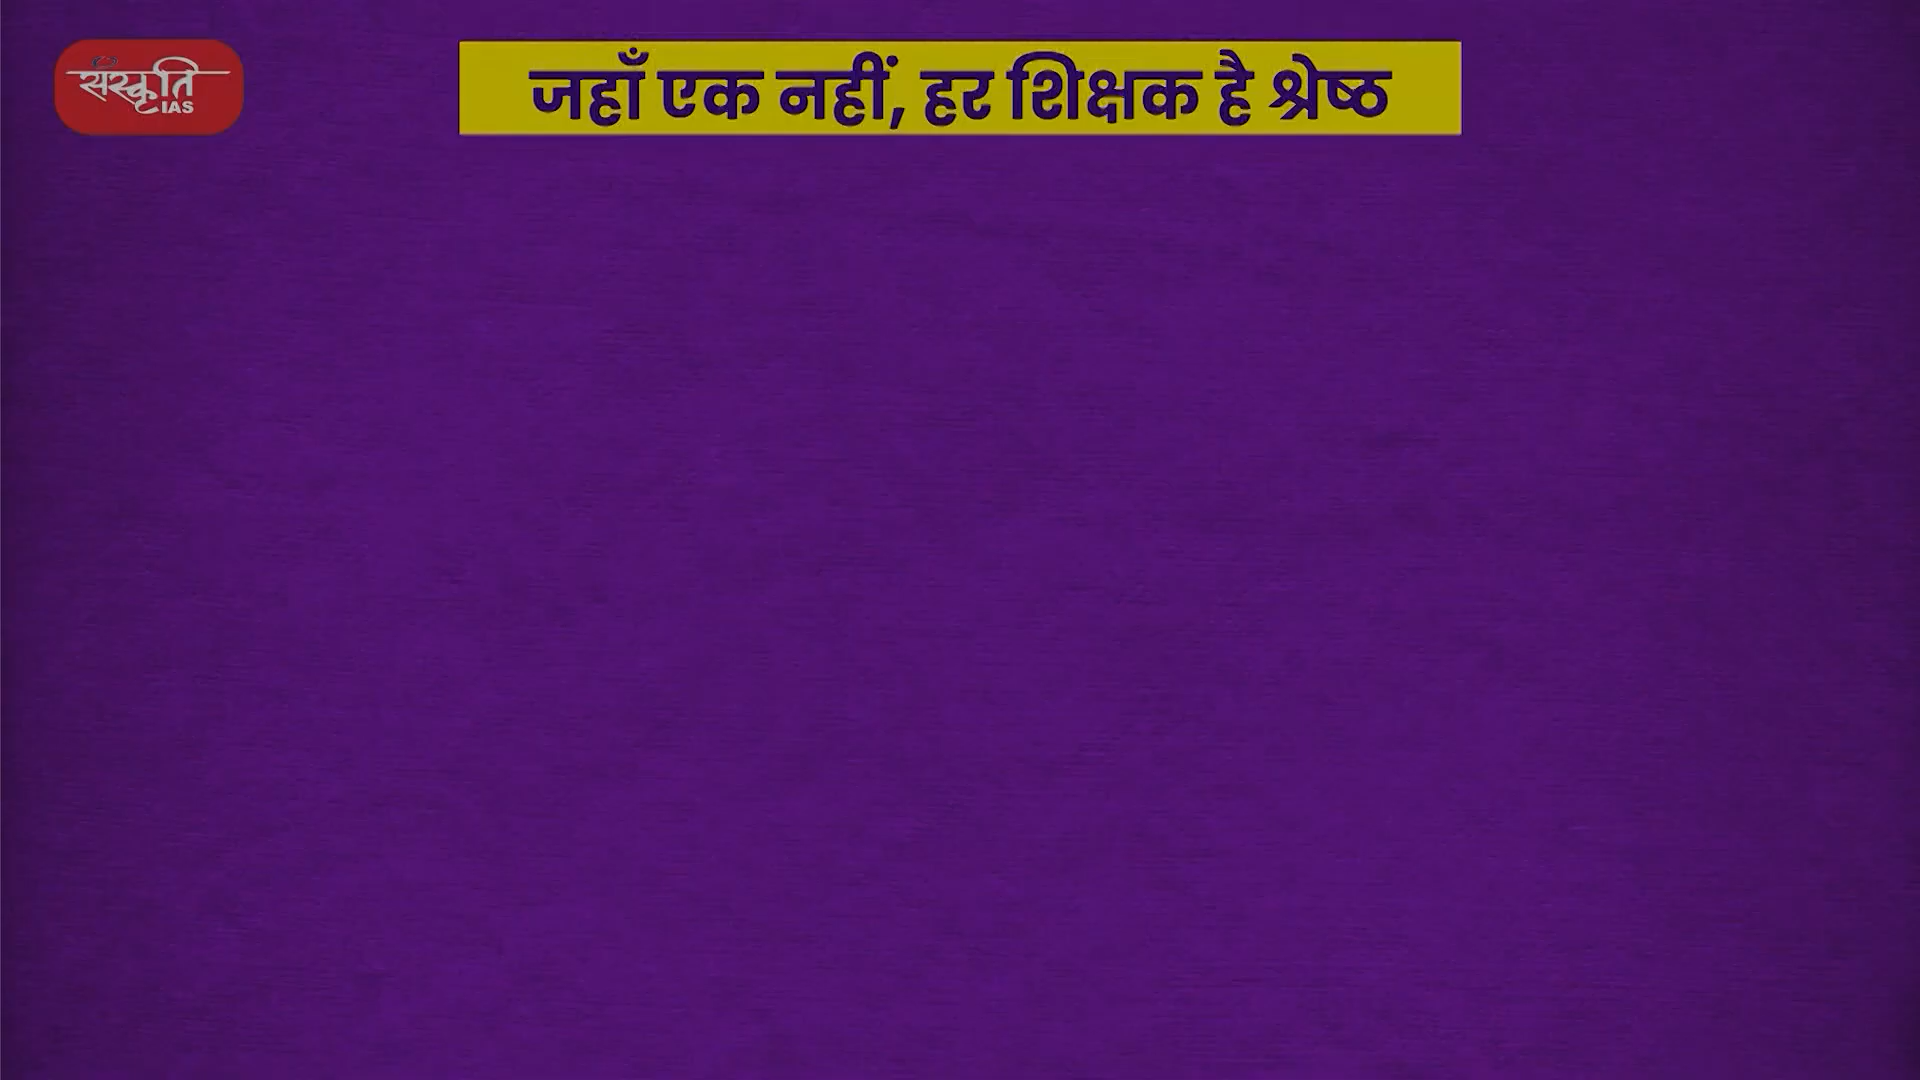 संस्कृति
IAS
जहाँ एक नहीं, हर शिक्षक है श्रेष्ठ